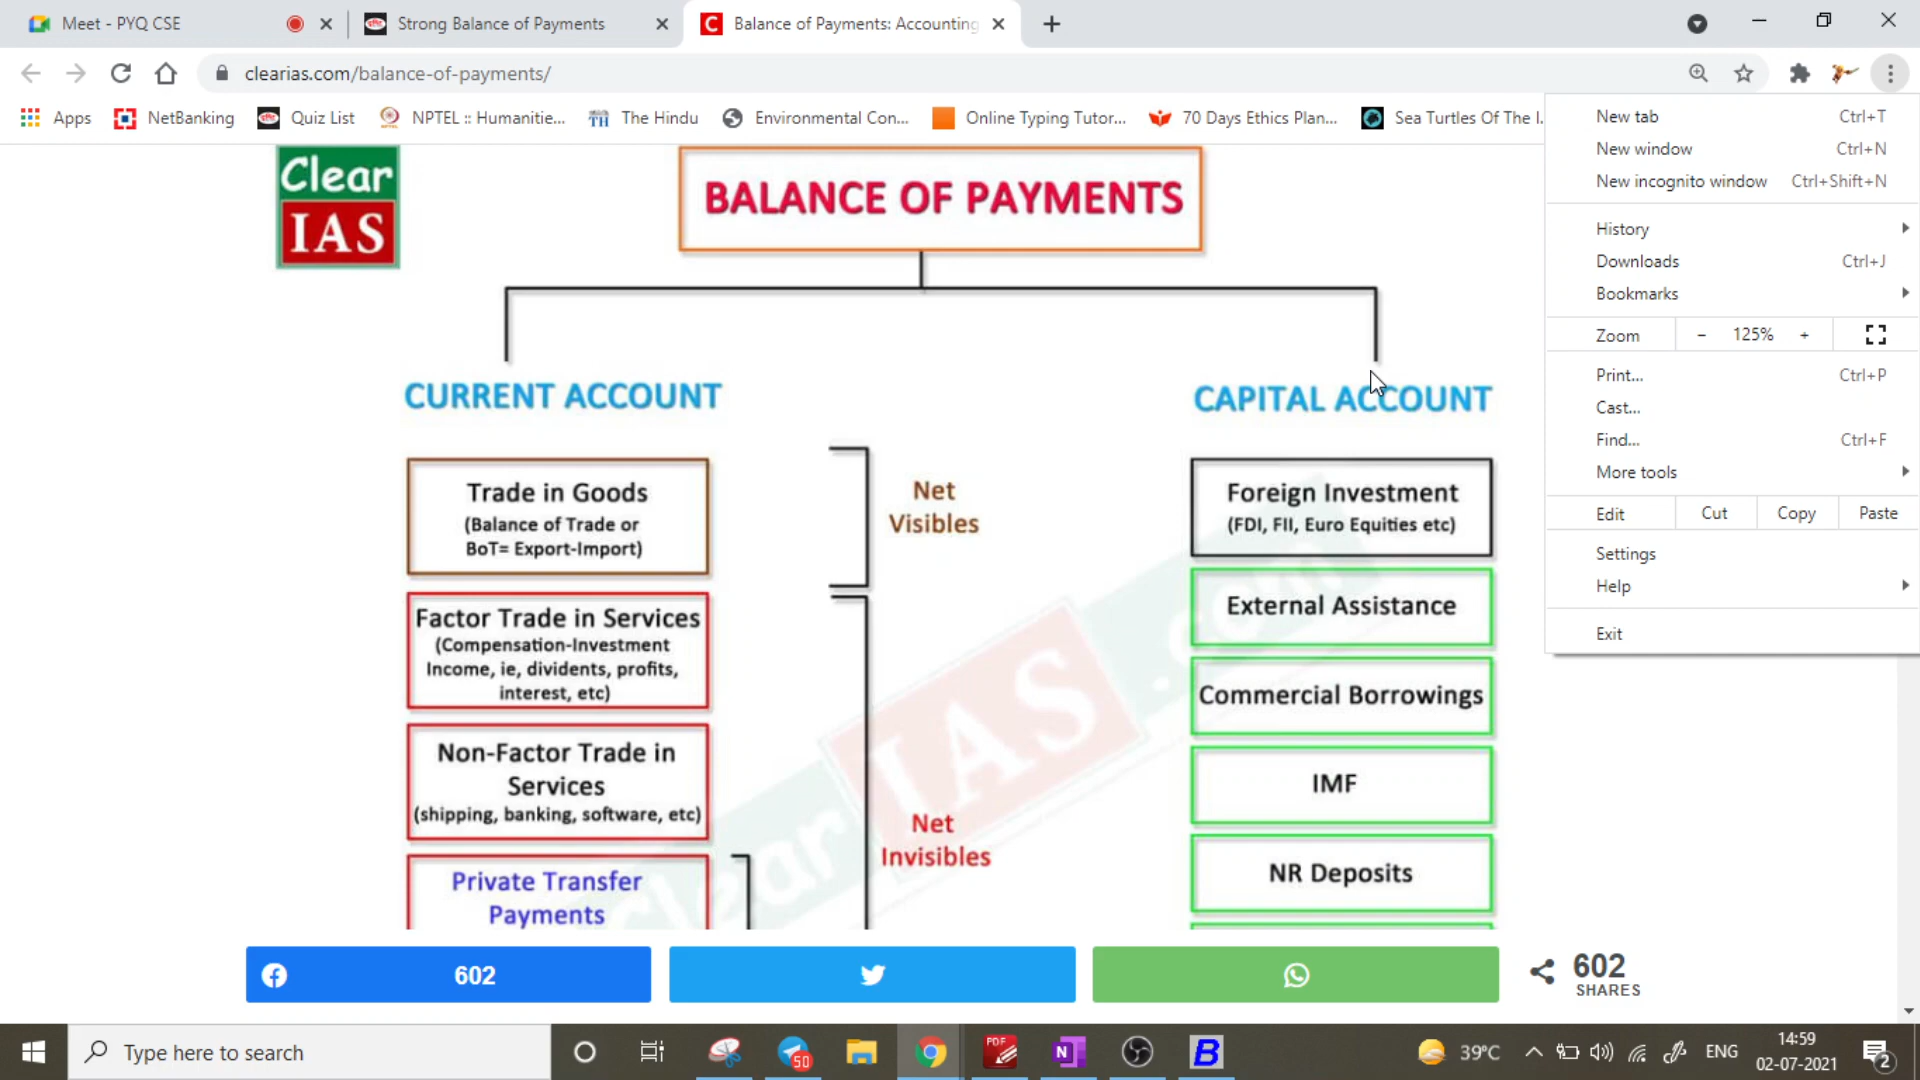 Meet - PYQ CSE
Strong Balance of Payments
Balance of Payments: Accounting
clearias.com/balance-of-payments/
Apps
NetBanking
Quiz List
NPTEL :: Humanitie...
The Hindu
Environmental Con...
Online Typing Tutor...
70 Days Ethics Plan...
Sea Turtles Of The I.
New tab Ctrl+T
New window Ctrl+N
New incognito window Ctrl+Shift+N
History
Downloads Ctrl+J
Bookmarks
Zoom - 125% +
Print... Ctrl+P
Cast...
Find... Ctrl+F
More tools
Edit Cut Copy Paste
Settings
Help
Exit
Clear
IAS
BALANCE OF PAYMENTS
CURRENT ACCOUNT
Trade in Goods
(Balance of Trade or
BoT= Export-Import)
Factor Trade in Services
(Compensation-Investment
Income, ie, dividents, profits,
interest, etc)
Non-Factor Trade in
Services
(shipping, banking, software, etc)
Private Transfer
Payments
Net
Visibles
Net
Invisibles
CAPITAL ACCOUNT
Foreign Investment
(FDI, FII, Euro Equities etc)
External Assistance
Commercial Borrowings
IMF
NR Deposits
clear IAS .com
602
602
SHARES
Type here to search
50
PDF
N
B
39°C
ENG
14:59
02-07-2021
2